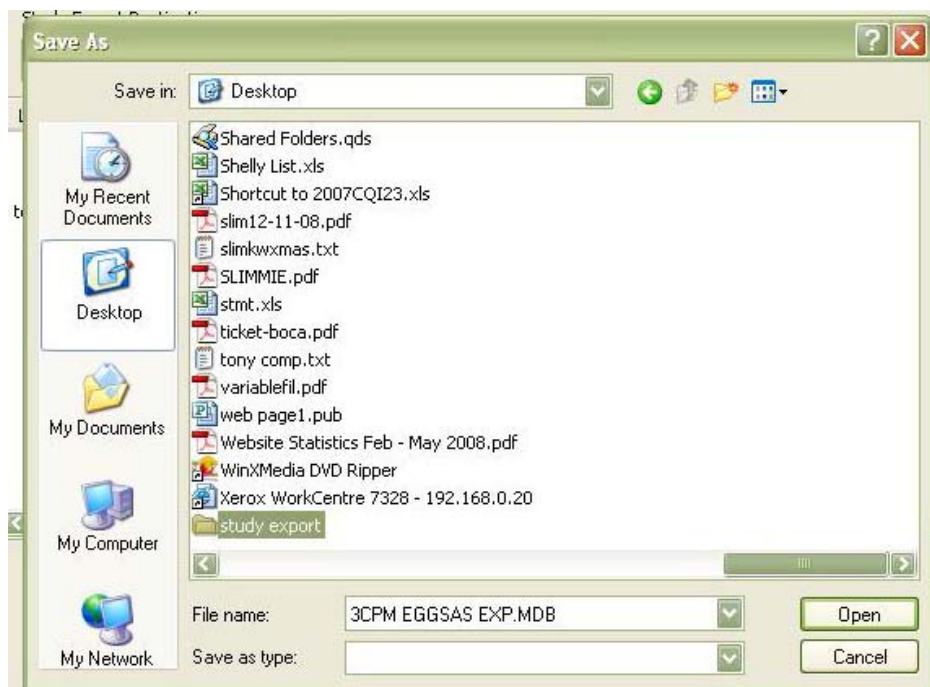 Save As
Save in:
Desktop
My Recent
Documents
Desktop
My Documents
My Computer
My Network
Shared Folders.qds
Shelly List.xls
Shortcut to 2007CQI23.xls
slim12-11-08.pdf
slimkwxmas.txt
SLIMMIE.pdf
stmt.xls
ticket-boca.pdf
tony comp.txt
variablefil.pdf
web page1.pub
Website Statistics Feb - May 2008.pdf
WinXMedia DVD Ripper
Xerox WorkCentre 7328 - 192.168.0.20
study export
File name:
3CPM EGGSAS EXP.MDB
Open
Save as type:
Cancel